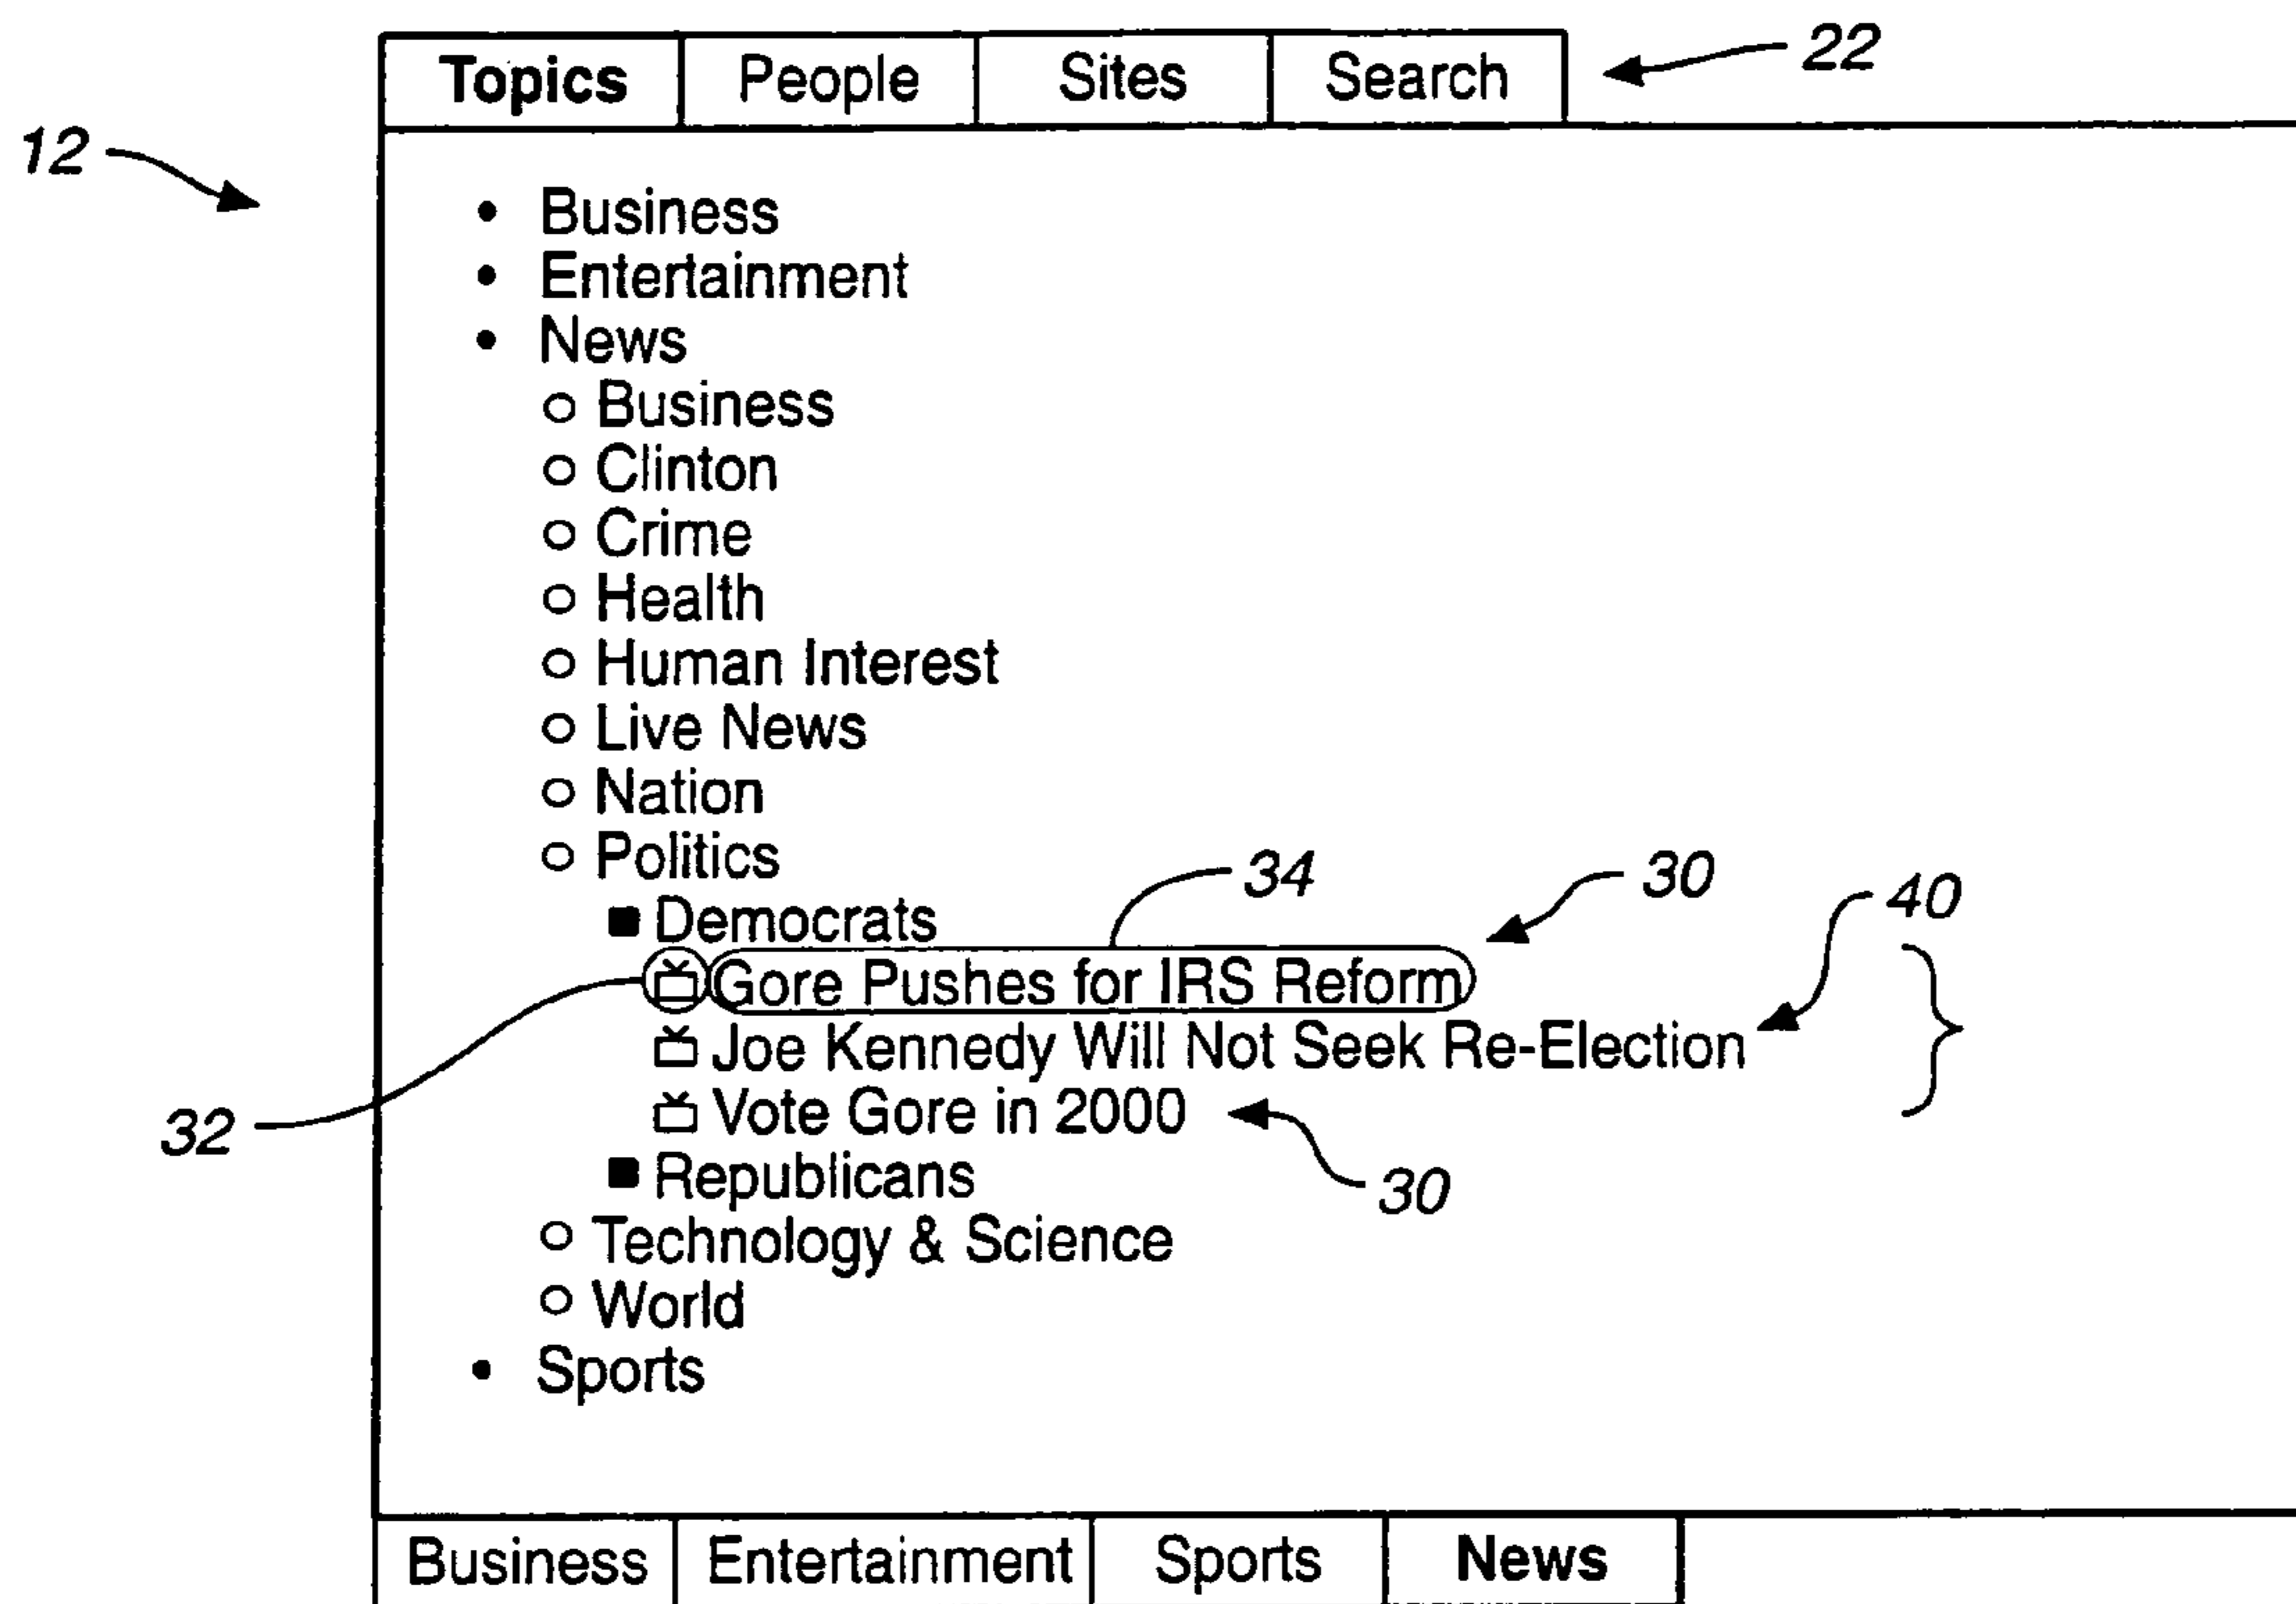 Topics People Sites Search 22
12
• Business
• Entertainment
• News
○ Business
○ Clinton
○ Crime
○ Health
○ Human Interest
○ Live News
○ Nation
○ Politics
34 30 40
■ Democrats
Gore Pushes for IRS Reform
Joe Kennedy Will Not Seek Re-Election
32 Vote Gore in 2000
■ Republicans 30
○ Technology & Science
○ World
• Sports
Business Entertainment Sports News